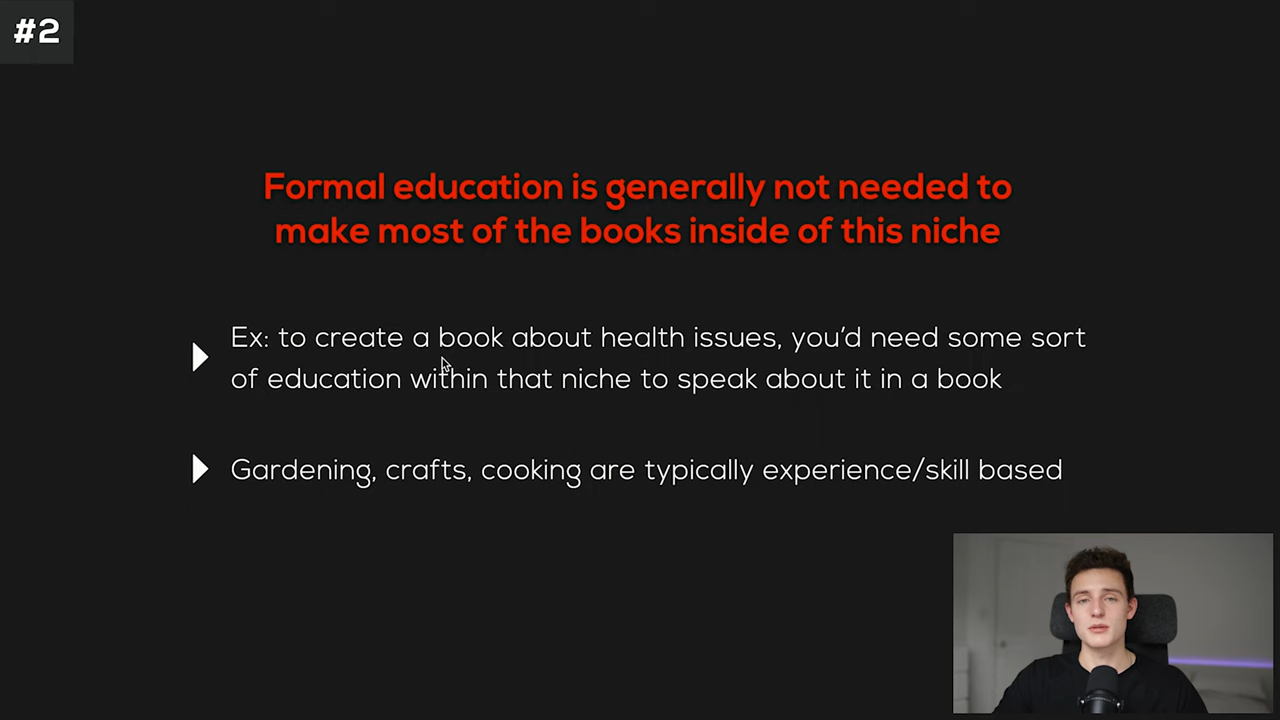 #2
Formal education is generally not needed to
make most of the books inside of this niche
Ex: to create a book about health issues, you’d need some sort
of education within that niche to speak about it in a book
Gardening, crafts, cooking are typically experience/skill based